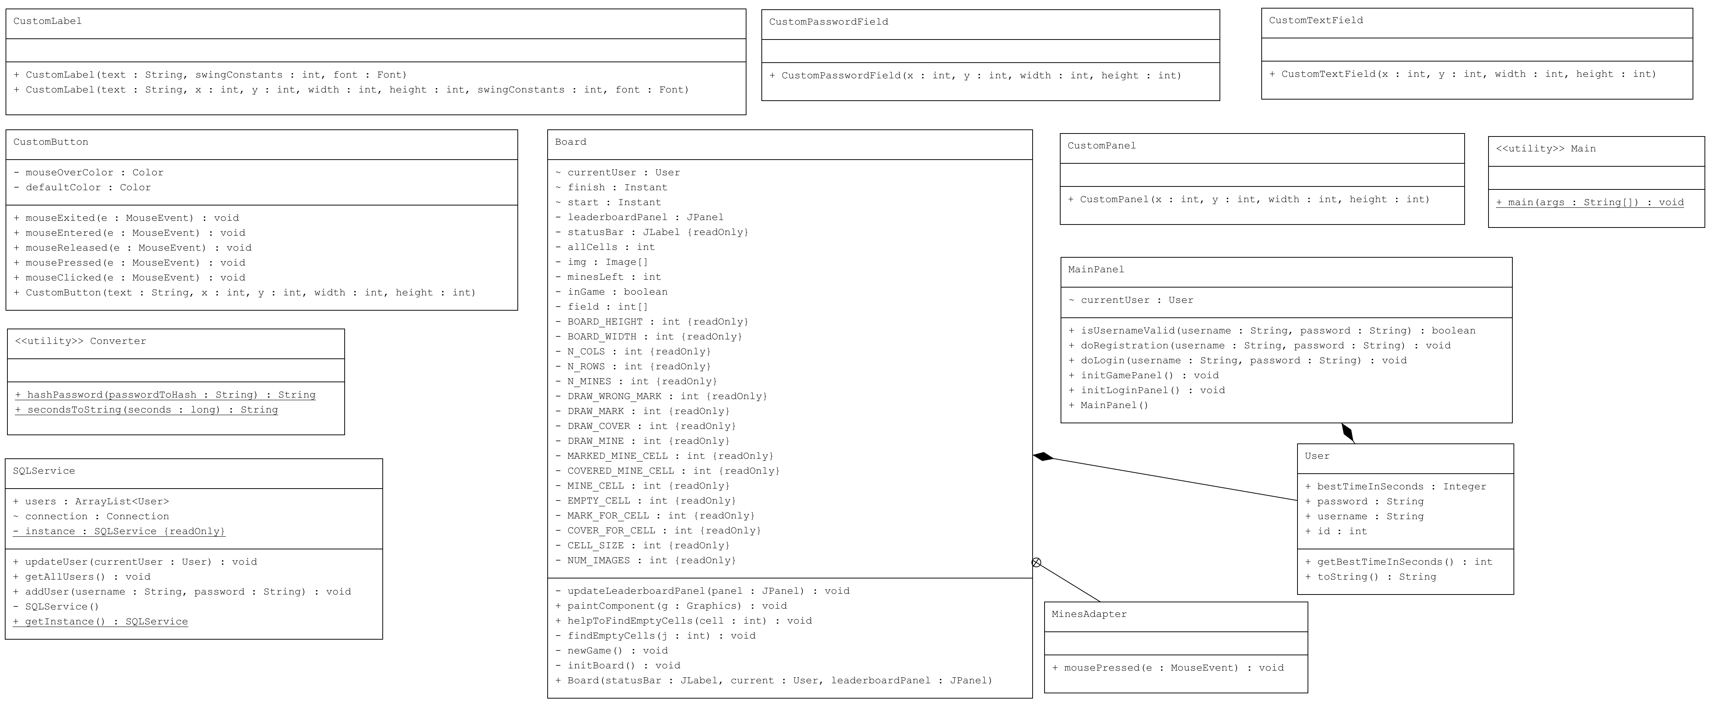 CustomLabel
+ CustomLabel(text : String, swingConstants : int, font : Font)
+ CustomLabel(text : String, x : int, y : int, width : int, height : int, swingConstants : int, font : Font)
CustomPasswordField
+ CustomPasswordField(x : int, y : int, width : int, height : int)
CustomTextField
+ CustomTextField(x : int, y : int, width : int, height : int)
CustomButton
- mouseOverColor : Color
- defaultColor : Color
+ mouseExited(e : MouseEvent) : void
+ mouseEntered(e : MouseEvent) : void
+ mouseReleased(e : MouseEvent) : void
+ mousePressed(e : MouseEvent) : void
+ mouseClicked(e : MouseEvent) : void
+ CustomButton(text : String, x : int, y : int, width : int, height : int)
Board
~ currentUser : User
~ finish : Instant
~ start : Instant
- leaderboardPanel : JPanel
- statusBar : JLabel {readOnly}
- allCells : int
- img : Image[]
- minesLeft : int
- inGame : boolean
- field : int[]
- BOARD_HEIGHT : int {readOnly}
- BOARD_WIDTH : int {readOnly}
- N_COLS : int {readOnly}
- N_ROWS : int {readOnly}
- N_MINES : int {readOnly}
- DRAW_WRONG_MARK : int {readOnly}
- DRAW_MARK : int {readOnly}
- DRAW_COVER : int {readOnly}
- DRAW_MINE : int {readOnly}
- MARKED_MINE_CELL : int {readOnly}
- COVERED_MINE_CELL : int {readOnly}
- MINE_CELL : int {readOnly}
- EMPTY_CELL : int {readOnly}
- MARK_FOR_CELL : int {readOnly}
- COVER_FOR_CELL : int {readOnly}
- CELL_SIZE : int {readOnly}
- NUM_IMAGES : int {readOnly}
- updateLeaderboardPanel(panel : JPanel) : void
+ paintComponent(g : Graphics) : void
+ helpToFindEmptyCells(cell : int) : void
- findEmptyCells(j : int) : void
- newGame() : void
- initBoard() : void
+ Board(statusBar : JLabel, current : User, leaderboardPanel : JPanel)
CustomPanel
+ CustomPanel(x : int, y : int, width : int, height : int)
<<utility>> Main
+ main(args : String[]) : void
MainPanel
~ currentUser : User
+ isUsernameValid(username : String, password : String) : boolean
+ doRegistration(username : String, password : String) : void
+ doLogin(username : String, password : String) : void
+ initGamePanel() : void
+ initLoginPanel() : void
+ MainPanel()
<<utility>> Converter
+ hashPassword(passwordToHash : String) : String
+ secondsToString(seconds : long) : String
SQLService
+ users : ArrayList<User>
~ connection : Connection
- instance : SQLService {readOnly}
+ updateUser(currentUser : User) : void
+ getAllUsers() : void
+ addUser(username : String, password : String) : void
- SQLService()
+ getInstance() : SQLService
User
+ bestTimeInSeconds : Integer
+ password : String
+ username : String
+ id : int
+ getBestTimeInSeconds() : int
+ toString() : String
MinesAdapter
+ mousePressed(e : MouseEvent) : void